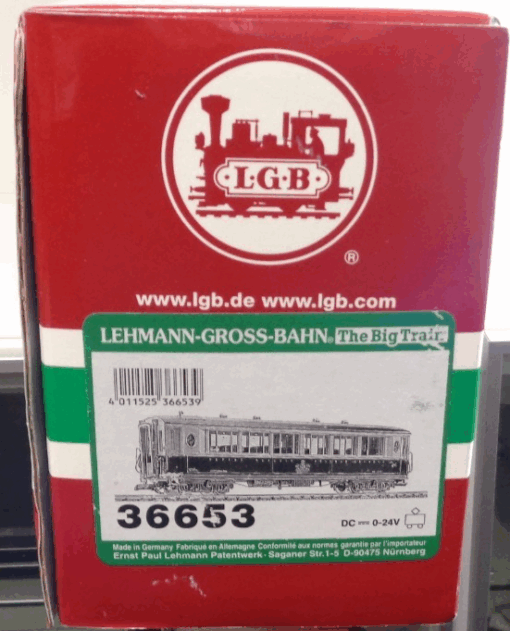 L·G·B
®
www.lgb.de www.lgb.com
LEHMANN-GROSS-BAHN® The Big Train
4 011525 366539
36653
DC ⎓ 0-24V
Made in Germany Fabriqué en Allemagne Conformité aux normes garantie par l'importateur
Ernst Paul Lehmann Patentwerk · Saganer Str. 1-5 D-90475 Nürnberg